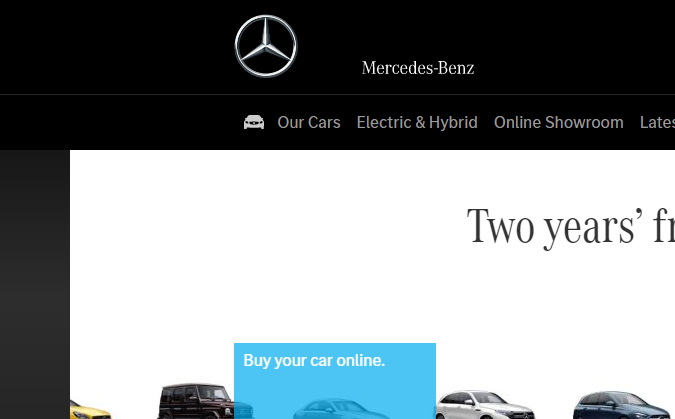 Mercedes-Benz
Our Cars Electric & Hybrid Online Showroom
Two years’
Buy your car online.